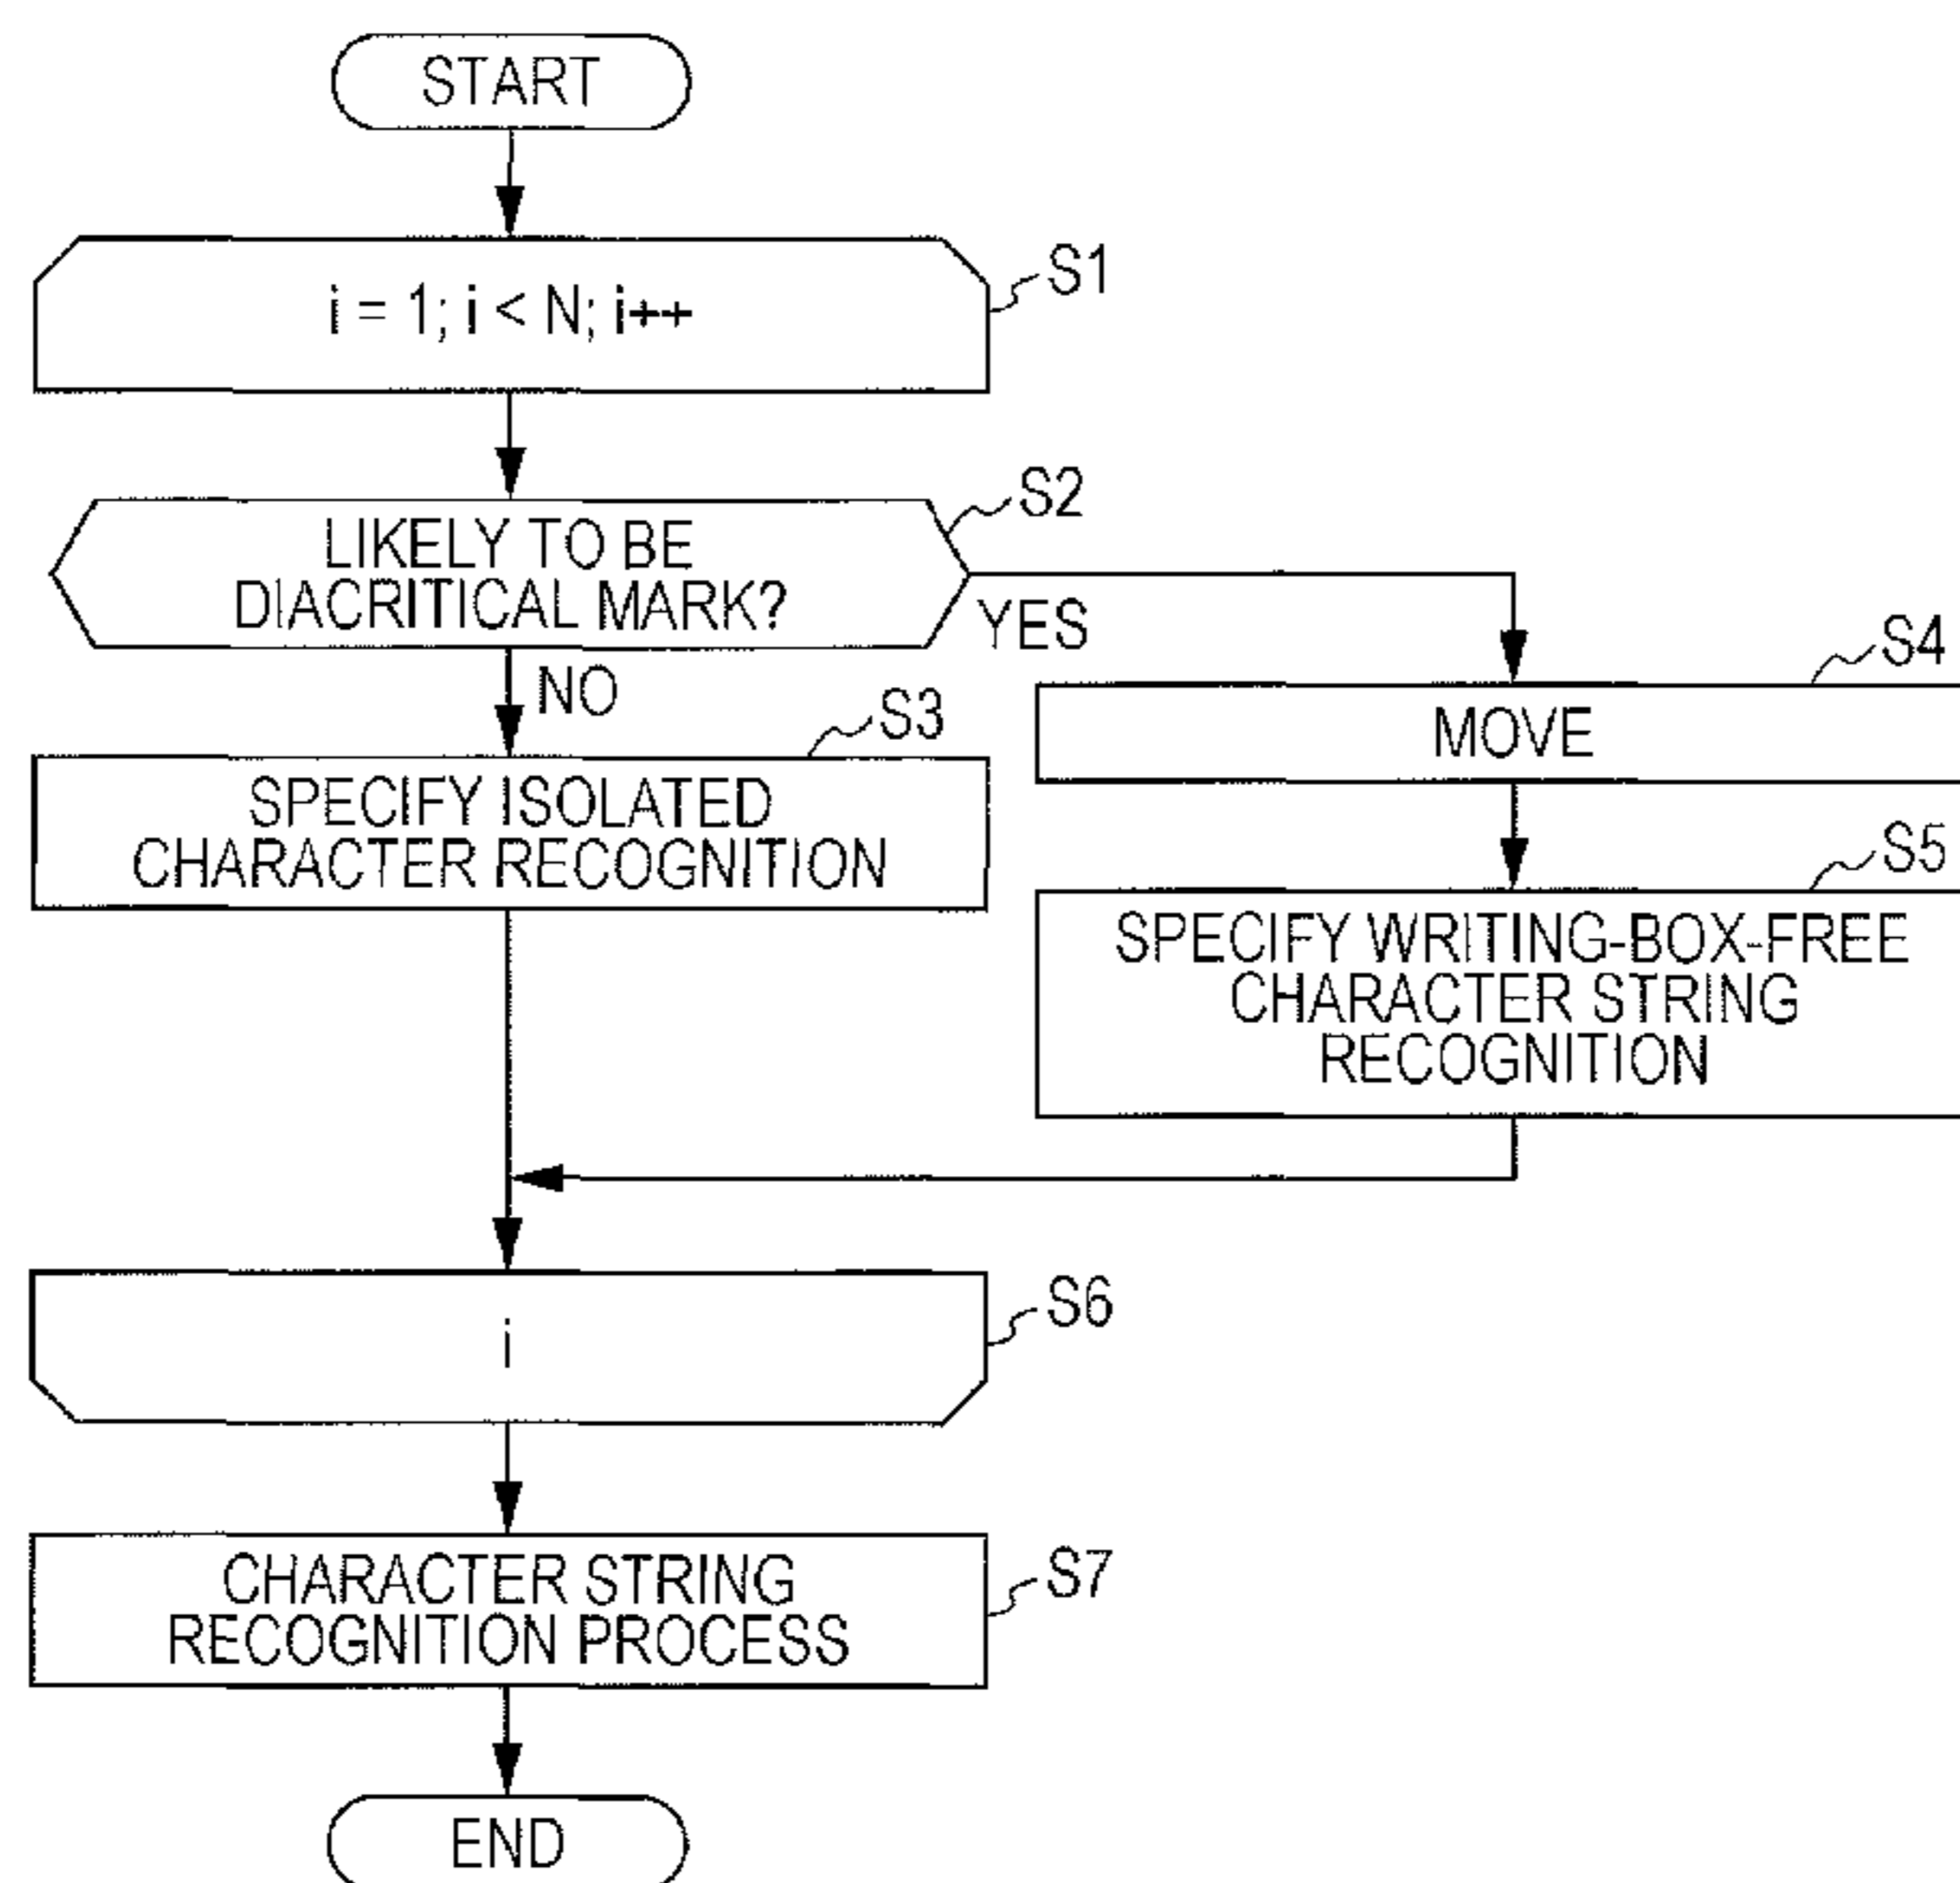 START
i = 1; i < N; i++
S1
LIKELY TO BE
DIACRITICAL MARK?
S2
YES
NO
S3
SPECIFY ISOLATED
CHARACTER RECOGNITION
S4
MOVE
S5
SPECIFY WRITING-BOX-FREE
CHARACTER STRING
RECOGNITION
i
S6
CHARACTER STRING
RECOGNITION PROCESS
S7
END